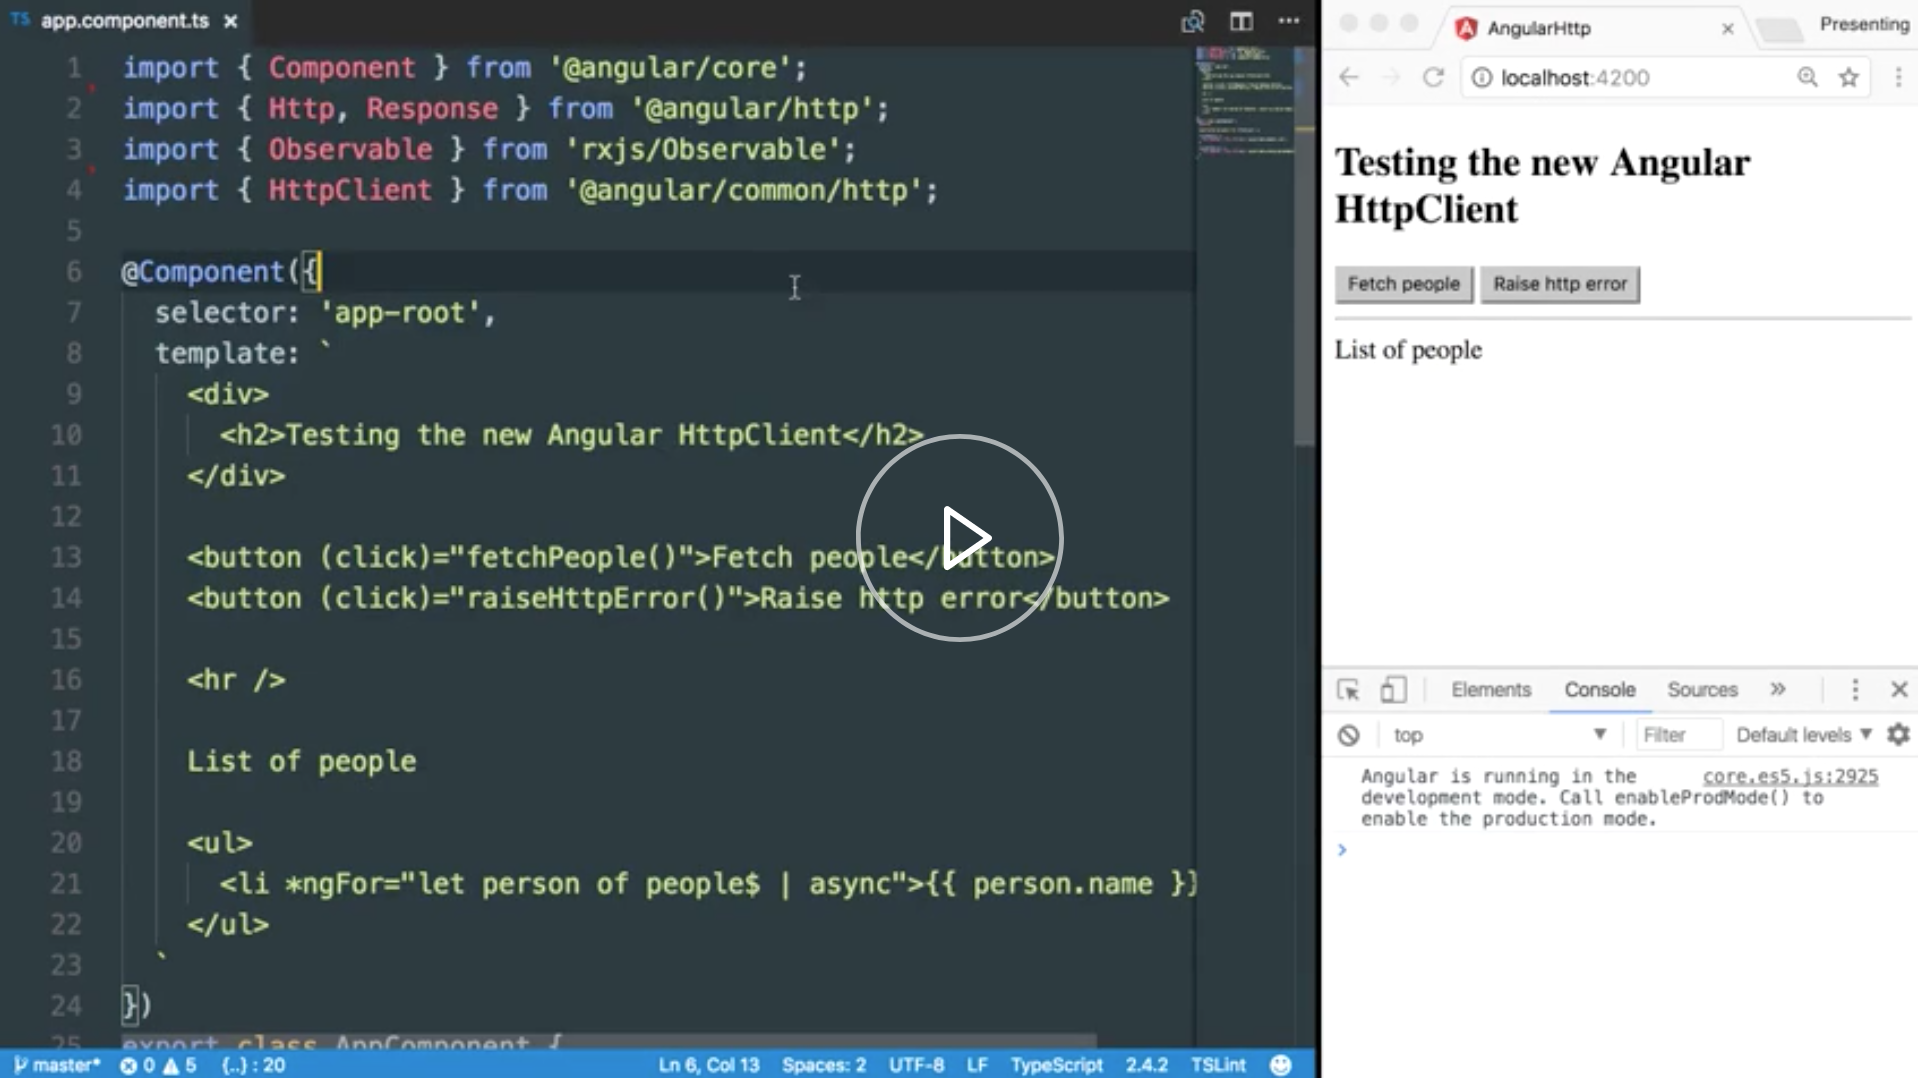 TS app.component.ts ×
1 import { Component } from '@angular/core';
2 import { Http, Response } from '@angular/http';
3 import { Observable } from 'rxjs/Observable';
4 import { HttpClient } from '@angular/common/http';
5
6 @Component({
7 selector: 'app-root',
8 template: `
9 <div>
10 <h2>Testing the new Angular HttpClient</h2>
11 </div>
12
13 <button (click)="fetchPeople()">Fetch people</button>
14 <button (click)="raiseHttpError()">Raise http error</button>
15
16 <hr />
17
18 List of people
19
20 <ul>
21 <li *ngFor="let person of people$ | async">{{ person.name }}
22 </ul>
23 `
24 })
25 export class AppComponent {
master* 0 5 {..} : 20 Ln 6, Col 13 Spaces: 2 UTF-8 LF TypeScript 2.4.2 TSLint
AngularHttp × Presenting
localhost:4200
Testing the new Angular
HttpClient
Fetch people Raise http error
List of people
Elements Console Sources »
top Filter Default levels
Angular is running in the core.es5.js:2925
development mode. Call enableProdMode() to
enable the production mode.